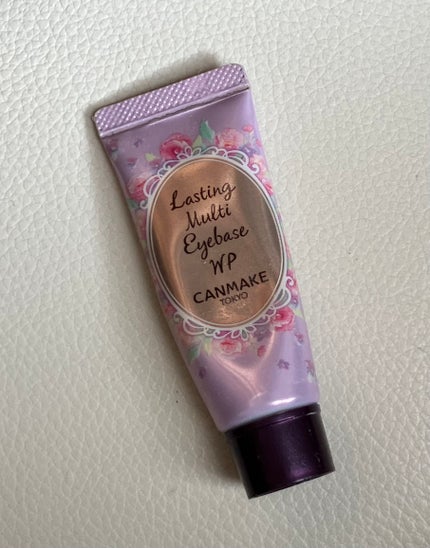 Lasting
Multi
Eyebase
WP
CANMAKE
TOKYO